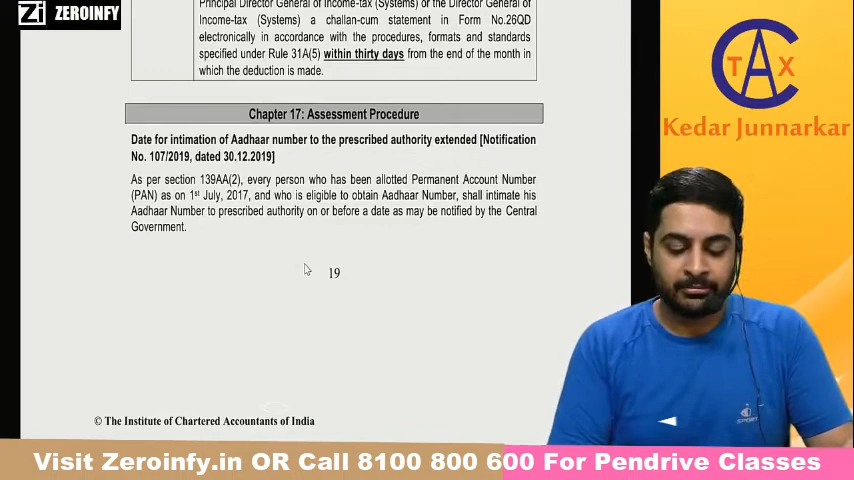 Zi ZEROINFY
Principal Director General of Income-tax (Systems) or the Director General of
Income-tax (Systems) a challan-cum statement in Form No.26QD
electronically in accordance with the procedures, formats and standards
specified under Rule 31A(5) within thirty days from the end of the month in
which the deduction is made.
Chapter 17: Assessment Procedure
Date for intimation of Aadhaar number to the prescribed authority extended [Notification
No. 107/2019, dated 30.12.2019]
As per section 139AA(2), every person who has been allotted Permanent Account Number
(PAN) as on 1st July, 2017, and who is eligible to obtain Aadhaar Number, shall intimate his
Aadhaar Number to prescribed authority on or before a date as may be notified by the Central
Government.
19
© The Institute of Chartered Accountants of India
CA TAX
Kedar Junnarkar
Visit Zeroinfy.in OR Call 8100 800 600 For Pendrive Classes